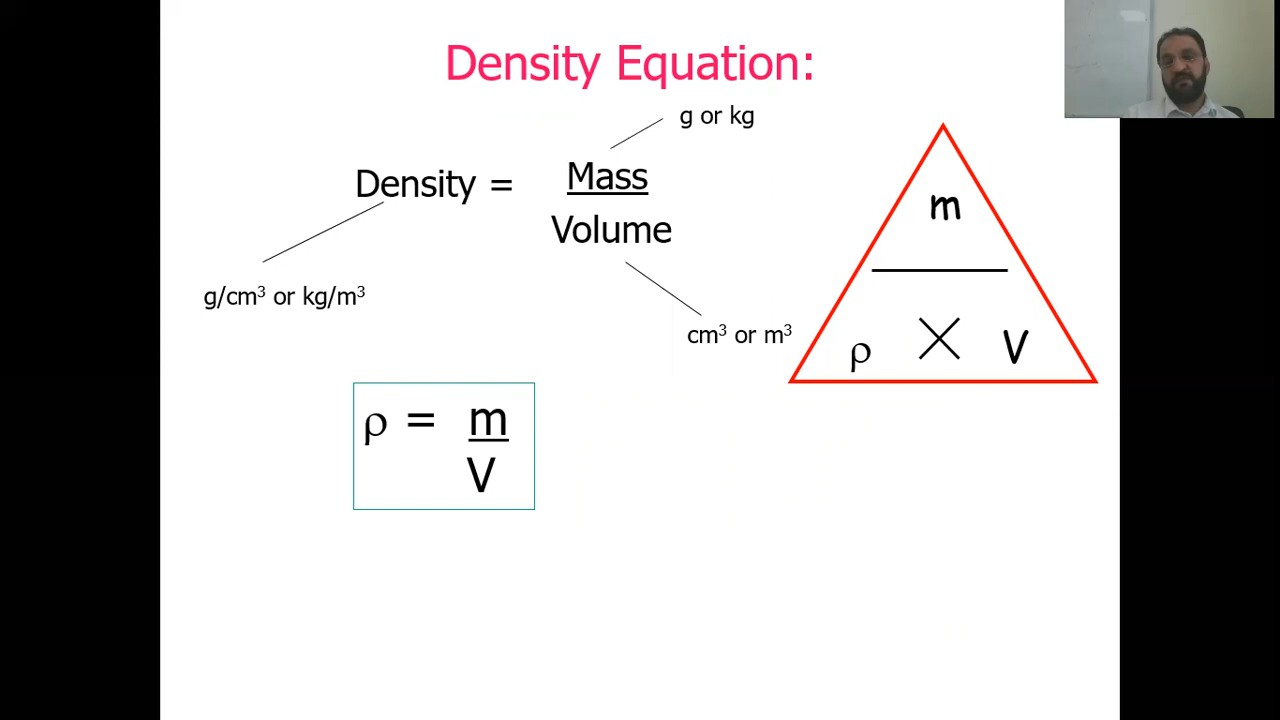 Density Equation:
g or kg
Density = Mass
Volume
g/cm³ or kg/m³
cm³ or m³
m
ρ × V
ρ = m
V